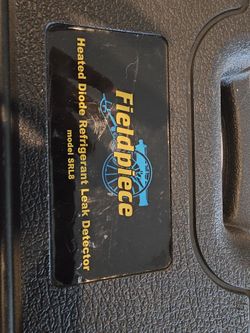 Fieldpiece
Heated Diode Refrigerant Leak Detector
model SRL8